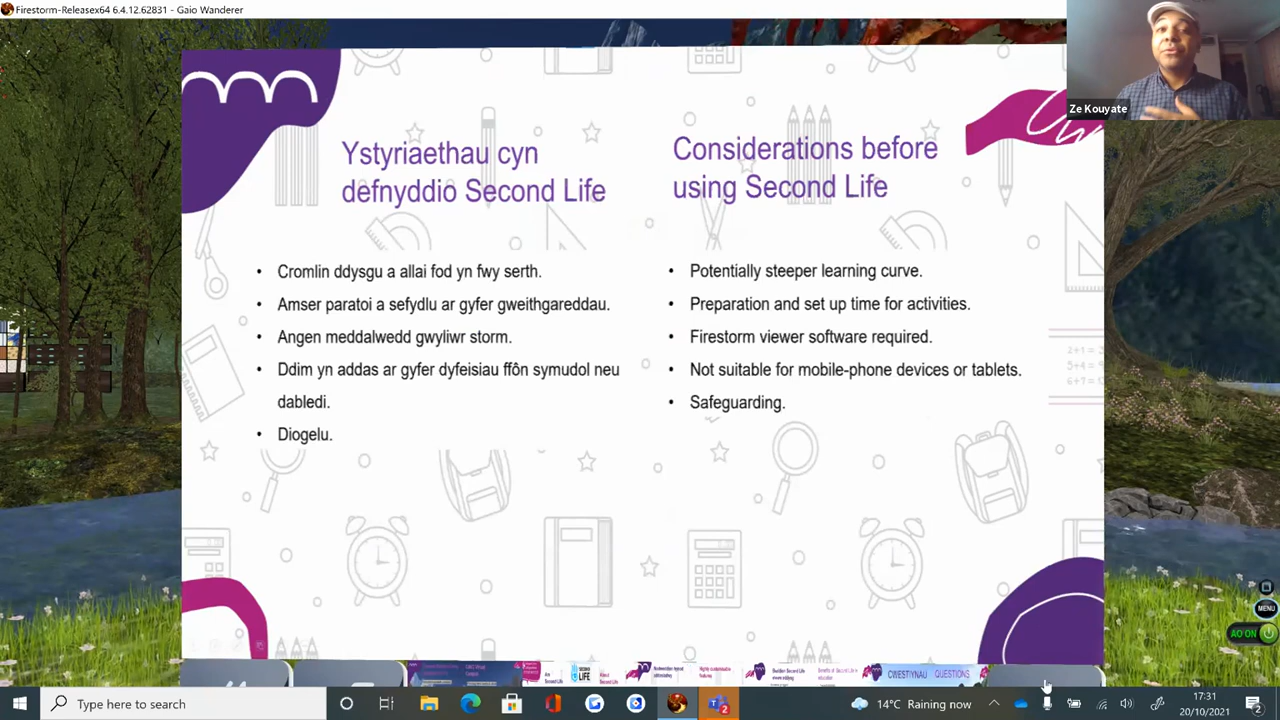 Firestorm-Releasex64 6.4.12.62831 - Gaio Wanderer
Ze Kouyate
Ystyriaethau cyn
defnyddio Second Life
Cromlin ddysgu a allai fod yn fwy serth.
Amser paratoi a sefydlu ar gyfer gweithgareddau.
Angen meddalwedd gwyliwr storm.
Ddim yn addas ar gyfer dyfeisiau ffôn symudol neu
dabledi.
Diogelu.
Considerations before
using Second Life
Potentially steeper learning curve.
Preparation and set up time for activities.
Firestorm viewer software required.
Not suitable for mobile-phone devices or tablets.
Safeguarding.
MENU
AO ON
CWESTIYNAU QUESTIONS
Type here to search
14°C Raining now
17:31
20/10/2021